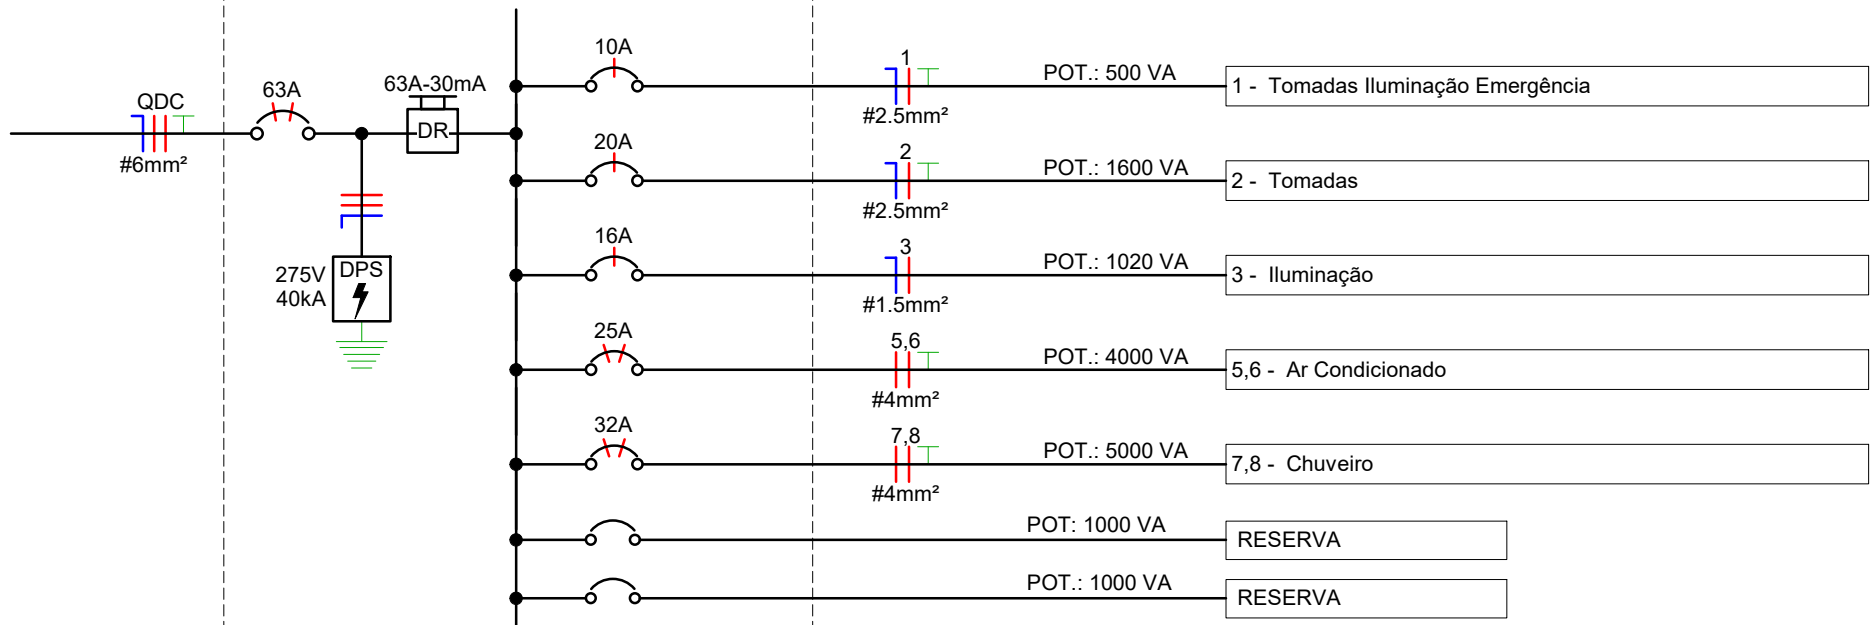 QDC
#6mm²
63A
63A-30mA
DR
275V
40kA
DPS
10A
1
#2.5mm²
POT.: 500 VA
1 - Tomadas Iluminação Emergência
20A
2
#2.5mm²
POT.: 1600 VA
2 - Tomadas
16A
3
#1.5mm²
POT.: 1020 VA
3 - Iluminação
25A
5,6
#4mm²
POT.: 4000 VA
5,6 - Ar Condicionado
32A
7,8
#4mm²
POT.: 5000 VA
7,8 - Chuveiro
POT: 1000 VA
RESERVA
POT.: 1000 VA
RESERVA